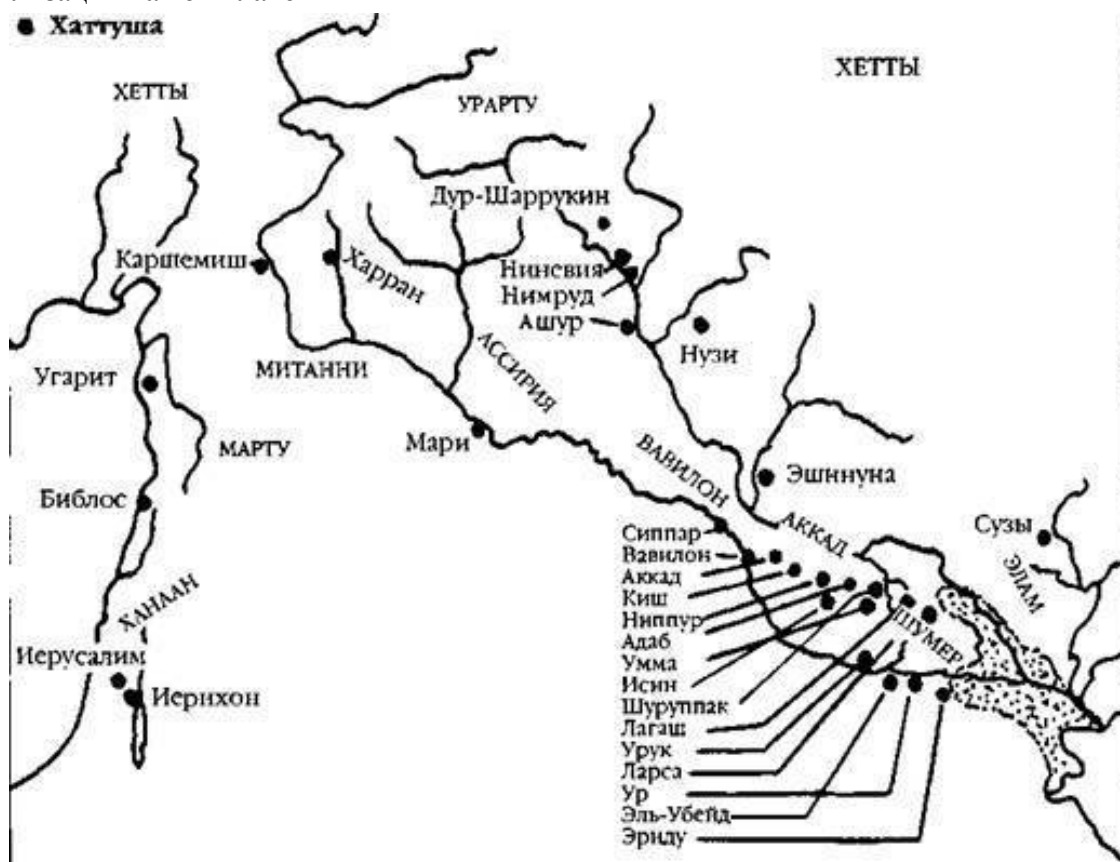 Хаттуша
ХЕТТЫ
ХЕТТЫ
УРАРТУ
Дур-Шаррукин
Каршемиш
Харран
Ниневия
Нимруд
Ашур
Нузи
АССИРИЯ
МИТАННИ
Угарит
МАРТУ
Мари
ВАВИЛОН
Эшннуна
Библос
АККАД
Сузы
ЭЛАМ
ХАНААН
ШУМЕР
Иерусалим
Иерихон
Сиппар
Вавилон
Аккад
Киш
Ниппур
Адаб
Умма
Исин
Шуруппак
Лагаш
Урук
Ларса
Ур
Эль-Убейд
Эриду